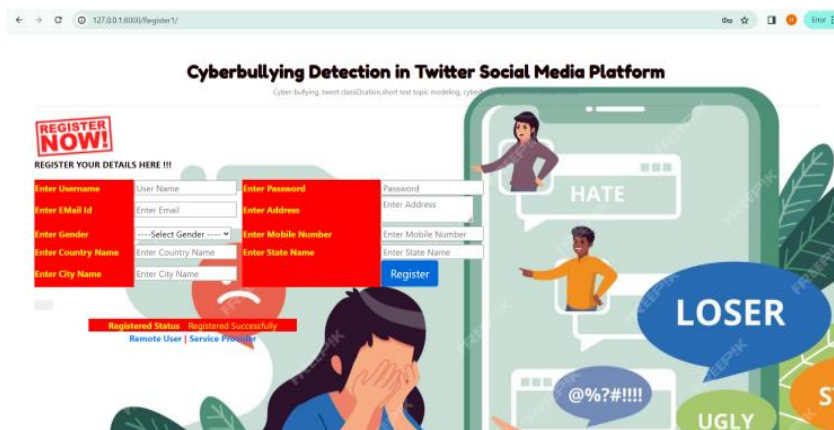 127.0.0.1:8000/Register1/
Error
Cyberbullying Detection in Twitter Social Media Platform
Cyber-bullying, tweet classification,short text topic modeling,
REGISTER
NOW!
REGISTER YOUR DETAILS HERE !!!
Enter Username User Name Enter Password Password
Enter EMail Id Enter Email Enter Address Enter Address
Enter Gender ----Select Gender ---- Enter Mobile Number Enter Mobile Number
Enter Country Name Enter Country Name Enter State Name Enter State Name
Enter City Name Enter City Name Register
Registered Status Registered Successfully
Remote User | Service Provider
HATE
LOSER
@%?#!!!!
UGLY
FREEPIK